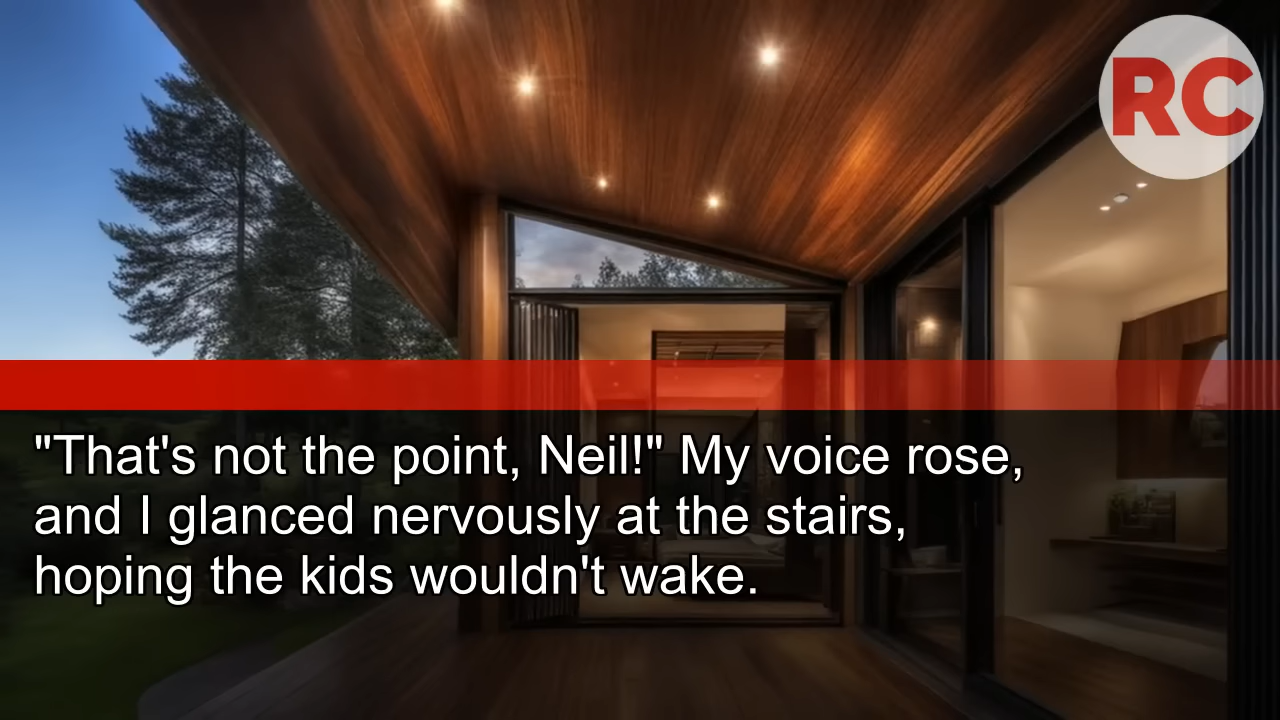 RC
"That's not the point, Neil!" My voice rose,
and I glanced nervously at the stairs,
hoping the kids wouldn't wake.